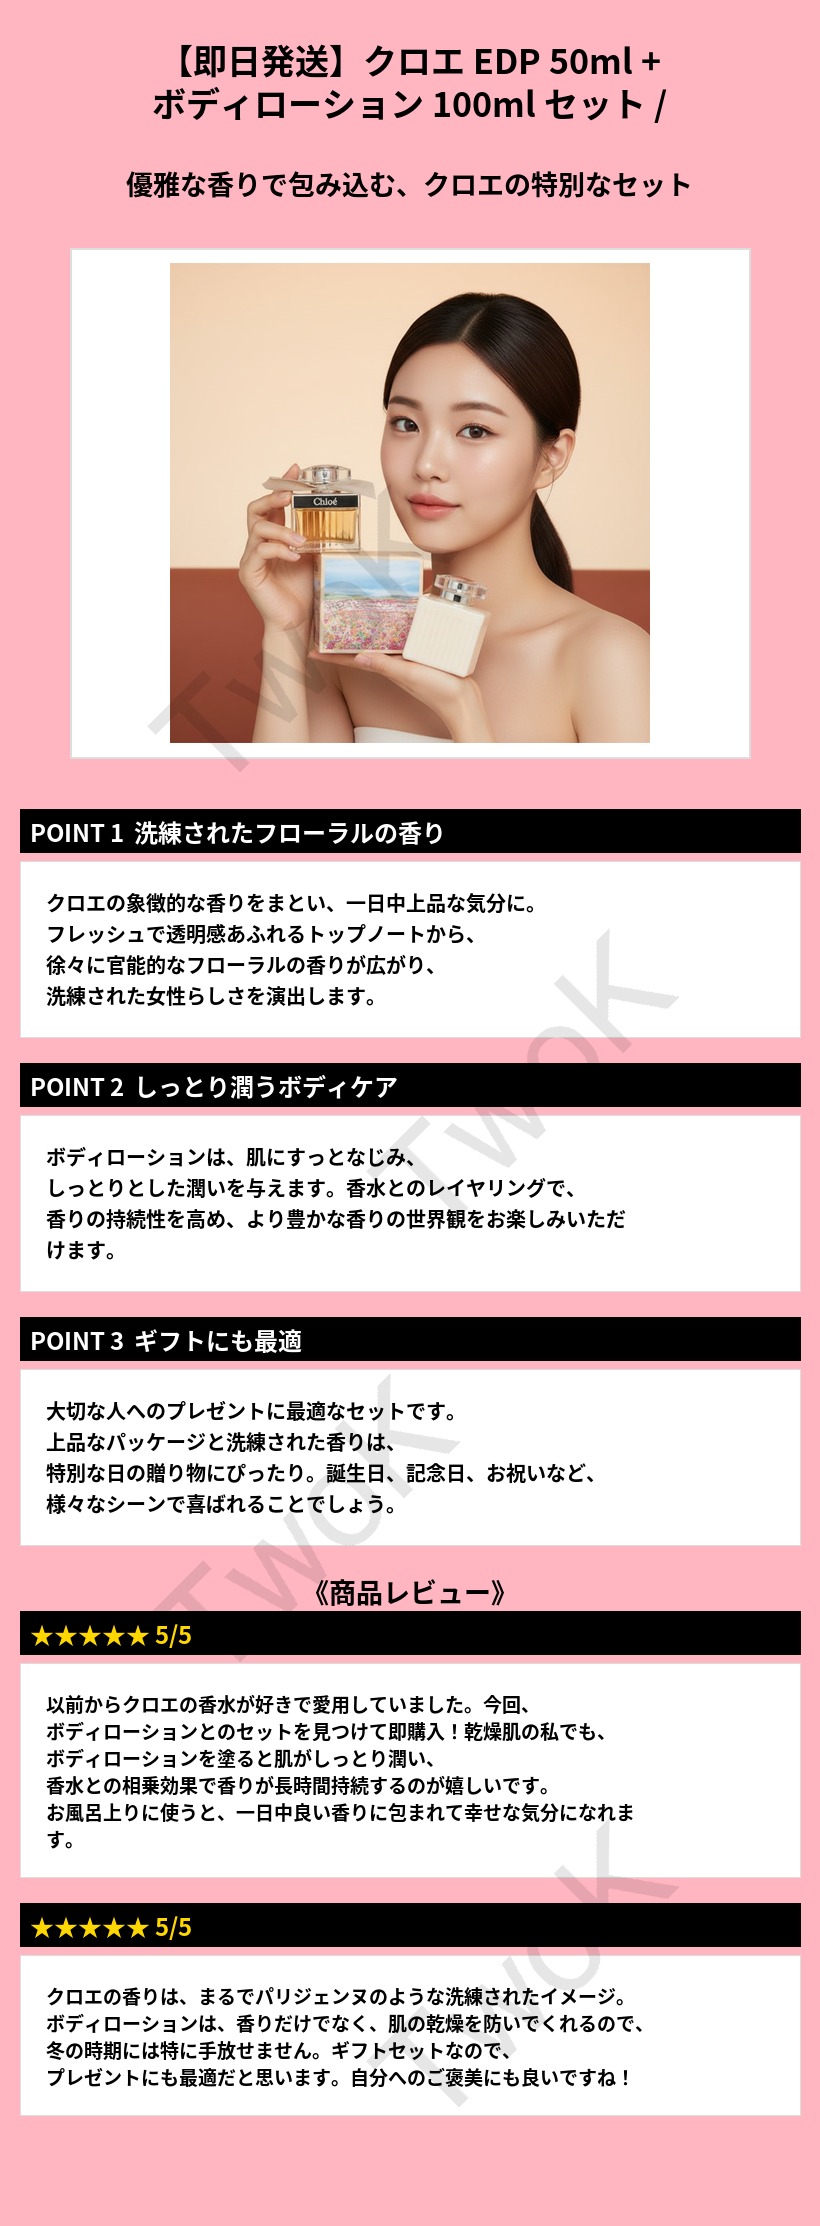 【即日発送】クロエ EDP 50ml +
ボディローション 100ml セット /
優雅な香りで包み込む、クロエの特別なセット
Chloé
TwoK
POINT 1 洗練されたフローラルの香り
クロエの象徴的な香りをまとい、一日中上品な気分に。
フレッシュで透明感あふれるトップノートから、
徐々に官能的なフローラルの香りが広がり、
洗練された女性らしさを演出します。
TwoK
POINT 2 しっとり潤うボディケア
ボディローションは、肌にすっとなじみ、
しっとりとした潤いを与えます。香水とのレイヤリングで、
香りの持続性を高め、より豊かな香りの世界観をお楽しみいただ
けます。
POINT 3 ギフトにも最適
大切な人へのプレゼントに最適なセットです。
上品なパッケージと洗練された香りは、
特別な日の贈り物にぴったり。誕生日、記念日、お祝いなど、
様々なシーンで喜ばれることでしょう。
TwoK
《商品レビュー》
★★★★★ 5/5
以前からクロエの香水が好きで愛用していました。今回、
ボディローションとのセットを見つけて即購入！乾燥肌の私でも、
ボディローションを塗ると肌がしっとり潤い、
香水との相乗効果で香りが長時間持続するのが嬉しいです。
お風呂上りに使うと、一日中良い香りに包まれて幸せな気分になれま
す。
★★★★★ 5/5
クロエの香りは、まるでパリジェンヌのような洗練されたイメージ。
ボディローションは、香りだけでなく、肌の乾燥を防いでくれるので、
冬の時期には特に手放せません。ギフトセットなので、
プレゼントにも最適だと思います。自分へのご褒美にも良いですね！
TwoK